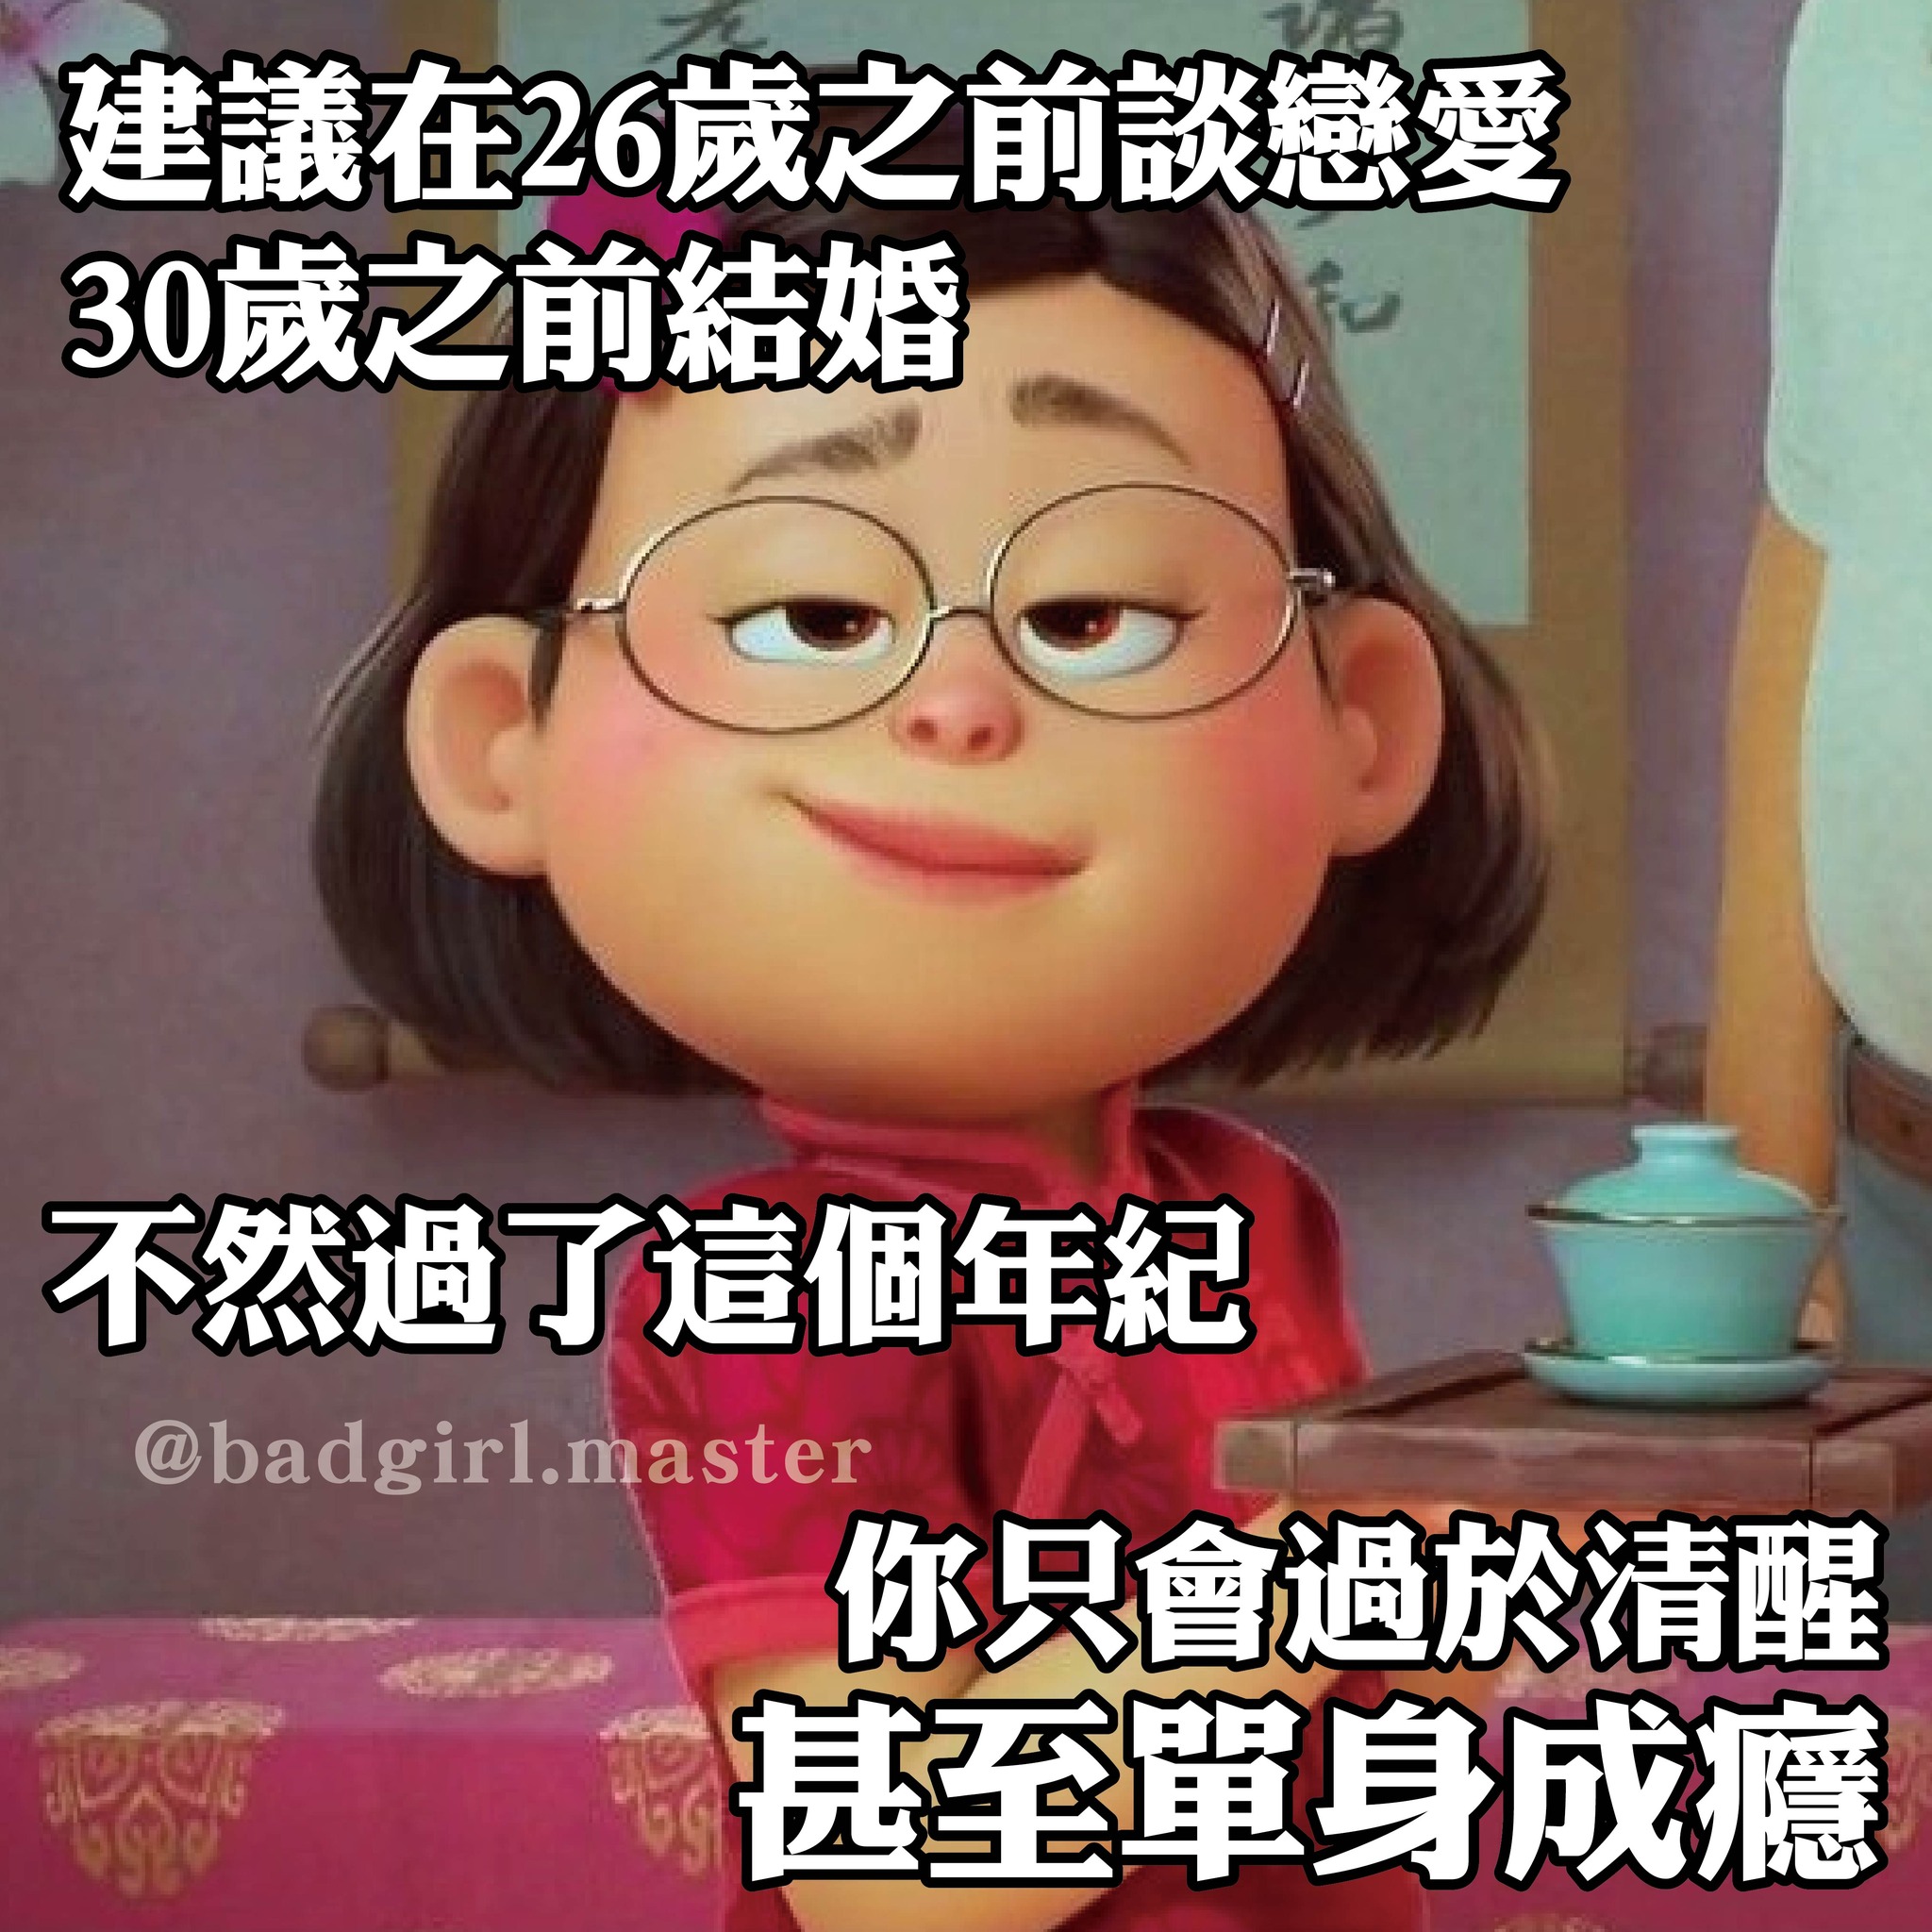 建議在26歲之前談戀愛
30歲之前結婚
不然過了這個年紀
@badgirl.master
你只會過於清醒
甚至單身成癮